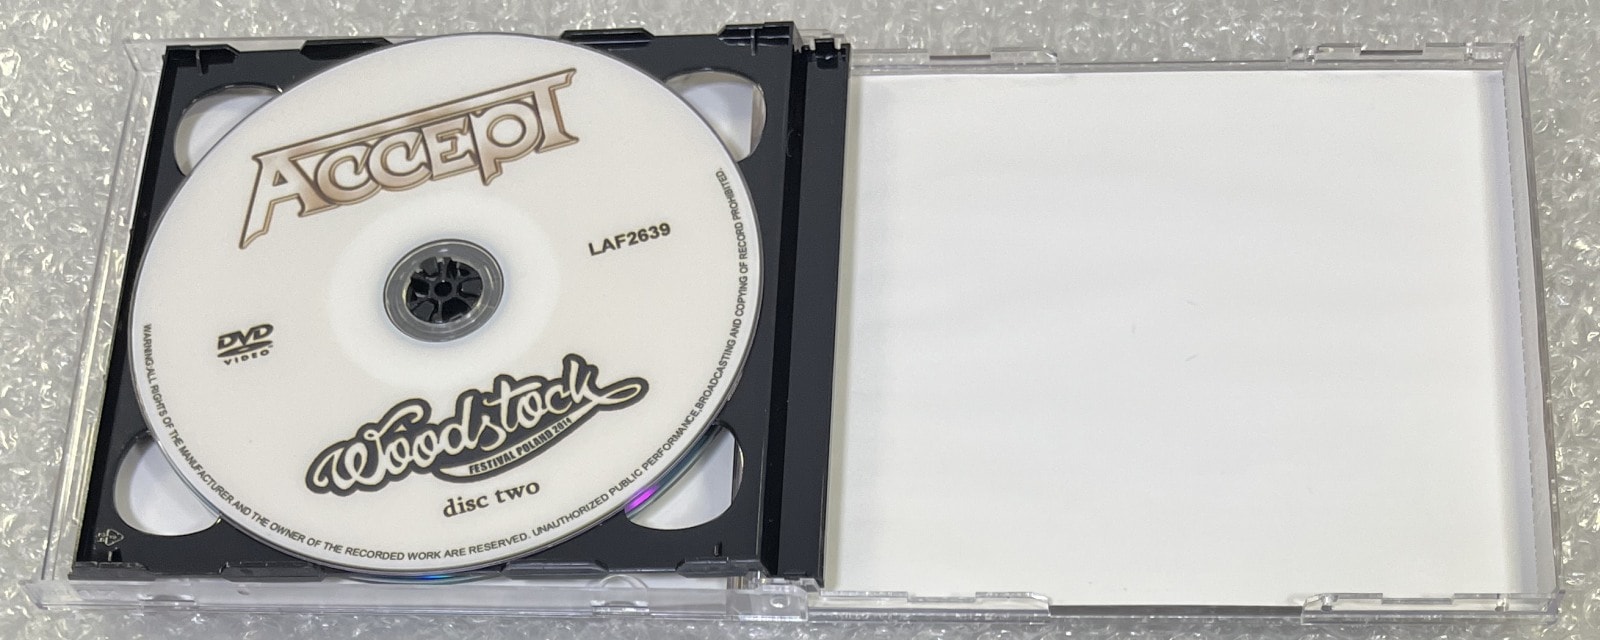 ACCEPT
LAF2639
DVD
VIDEO
Woodstock
FESTIVAL POLAND 2014
disc two
WARNING:ALL RIGHTS OF THE MANUFACTURER AND THE OWNER OF THE RECORDED WORK ARE RESERVED. UNAUTHORIZED PUBLIC PERFORMANCE,BROADCASTING AND COPYING OF RECORD PROHIBITED.